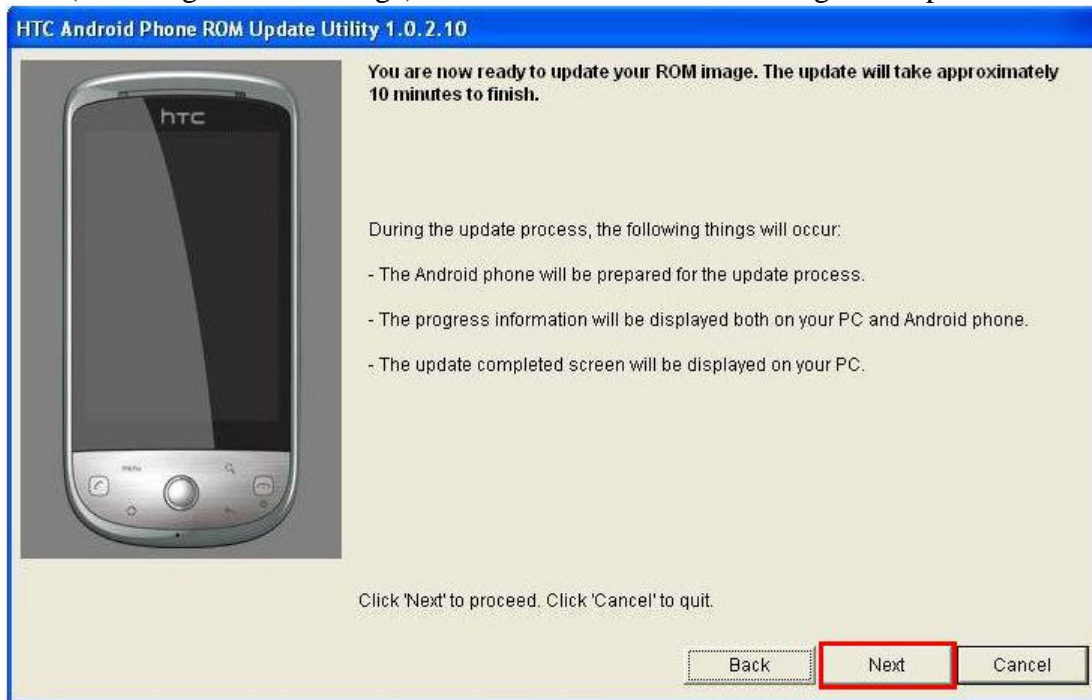 HTC Android Phone ROM Update Utility 1.0.2.10
You are now ready to update your ROM image. The update will take approximately
10 minutes to finish.
hTC
During the update process, the following things will occur:
- The Android phone will be prepared for the update process.
- The progress information will be displayed both on your PC and Android phone.
- The update completed screen will be displayed on your PC.
menu
Click 'Next' to proceed. Click 'Cancel' to quit.
Back Next Cancel